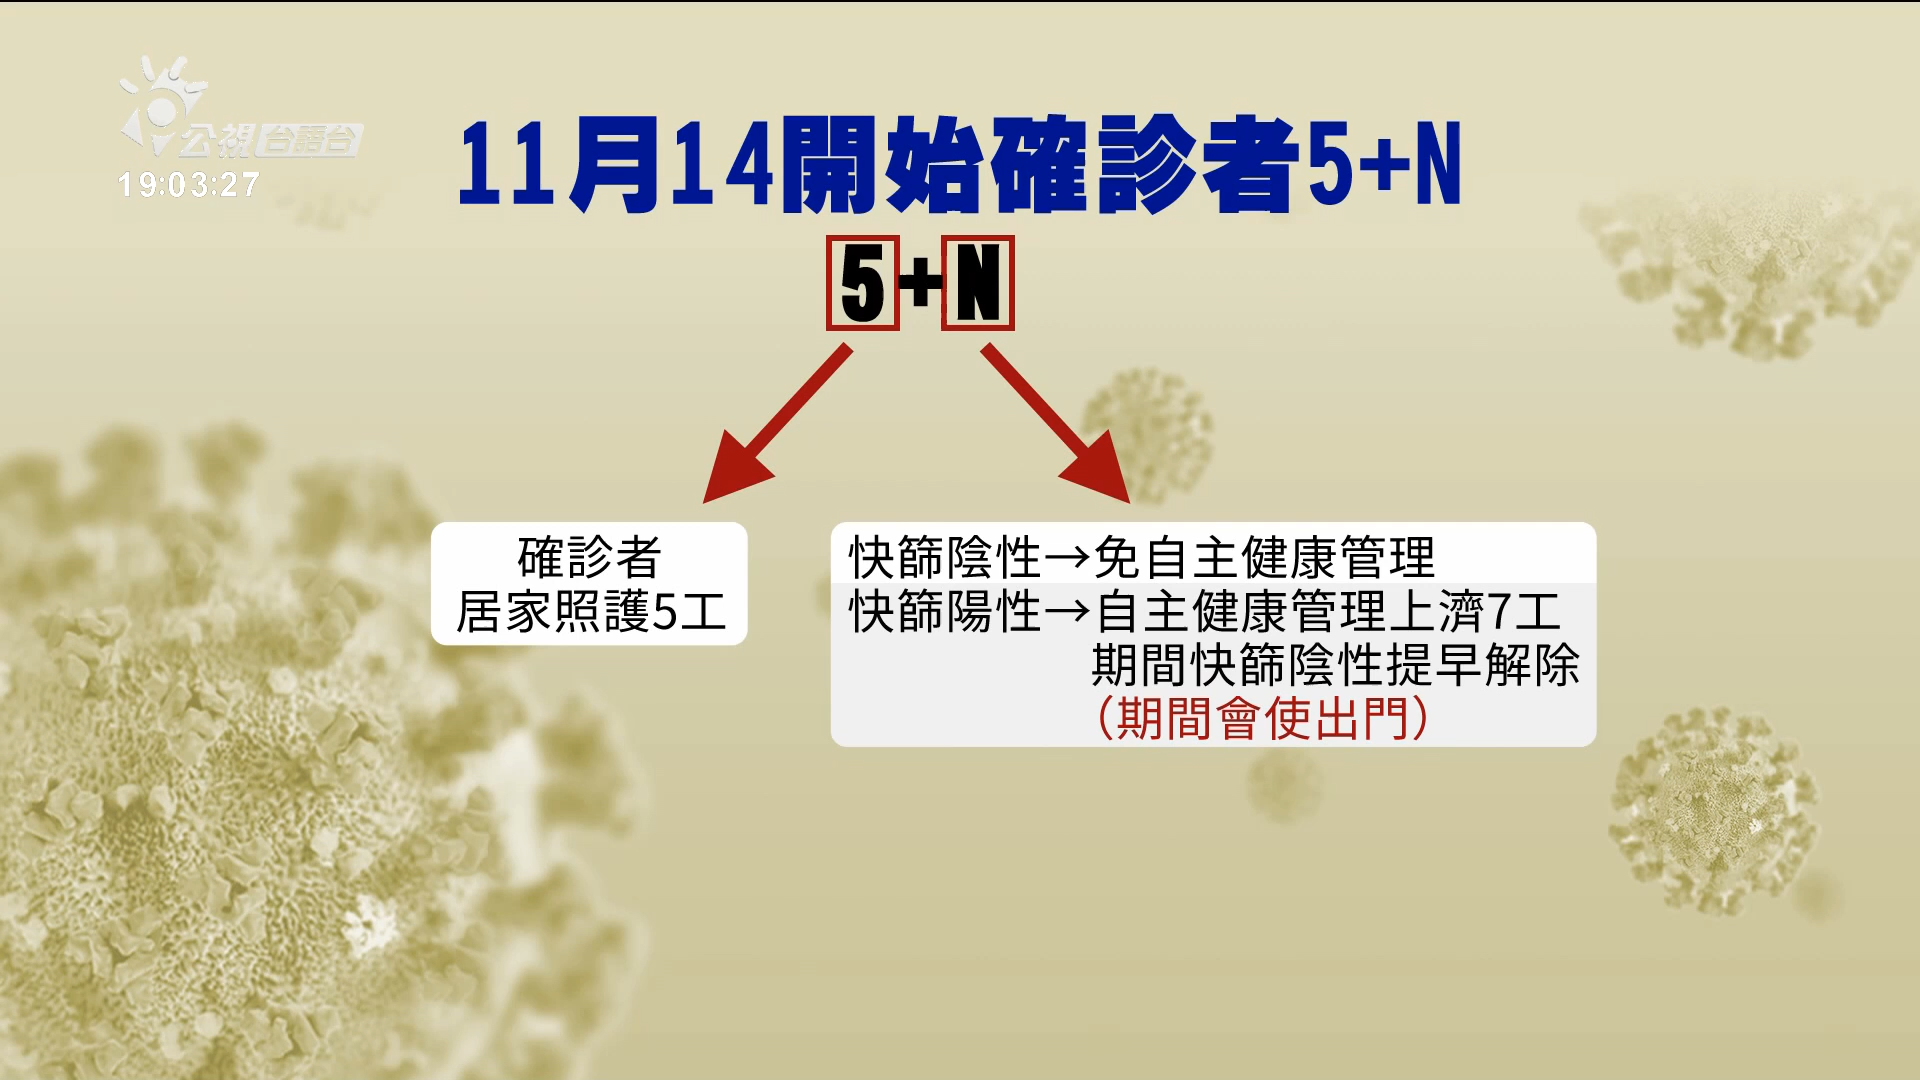 公視台語台
19:03:27
11月14開始確診者5+N
5+N
確診者
居家照護5工
快篩陰性→免自主健康管理
快篩陽性→自主健康管理上濟7工
期間快篩陰性提早解除
（期間會使出門）